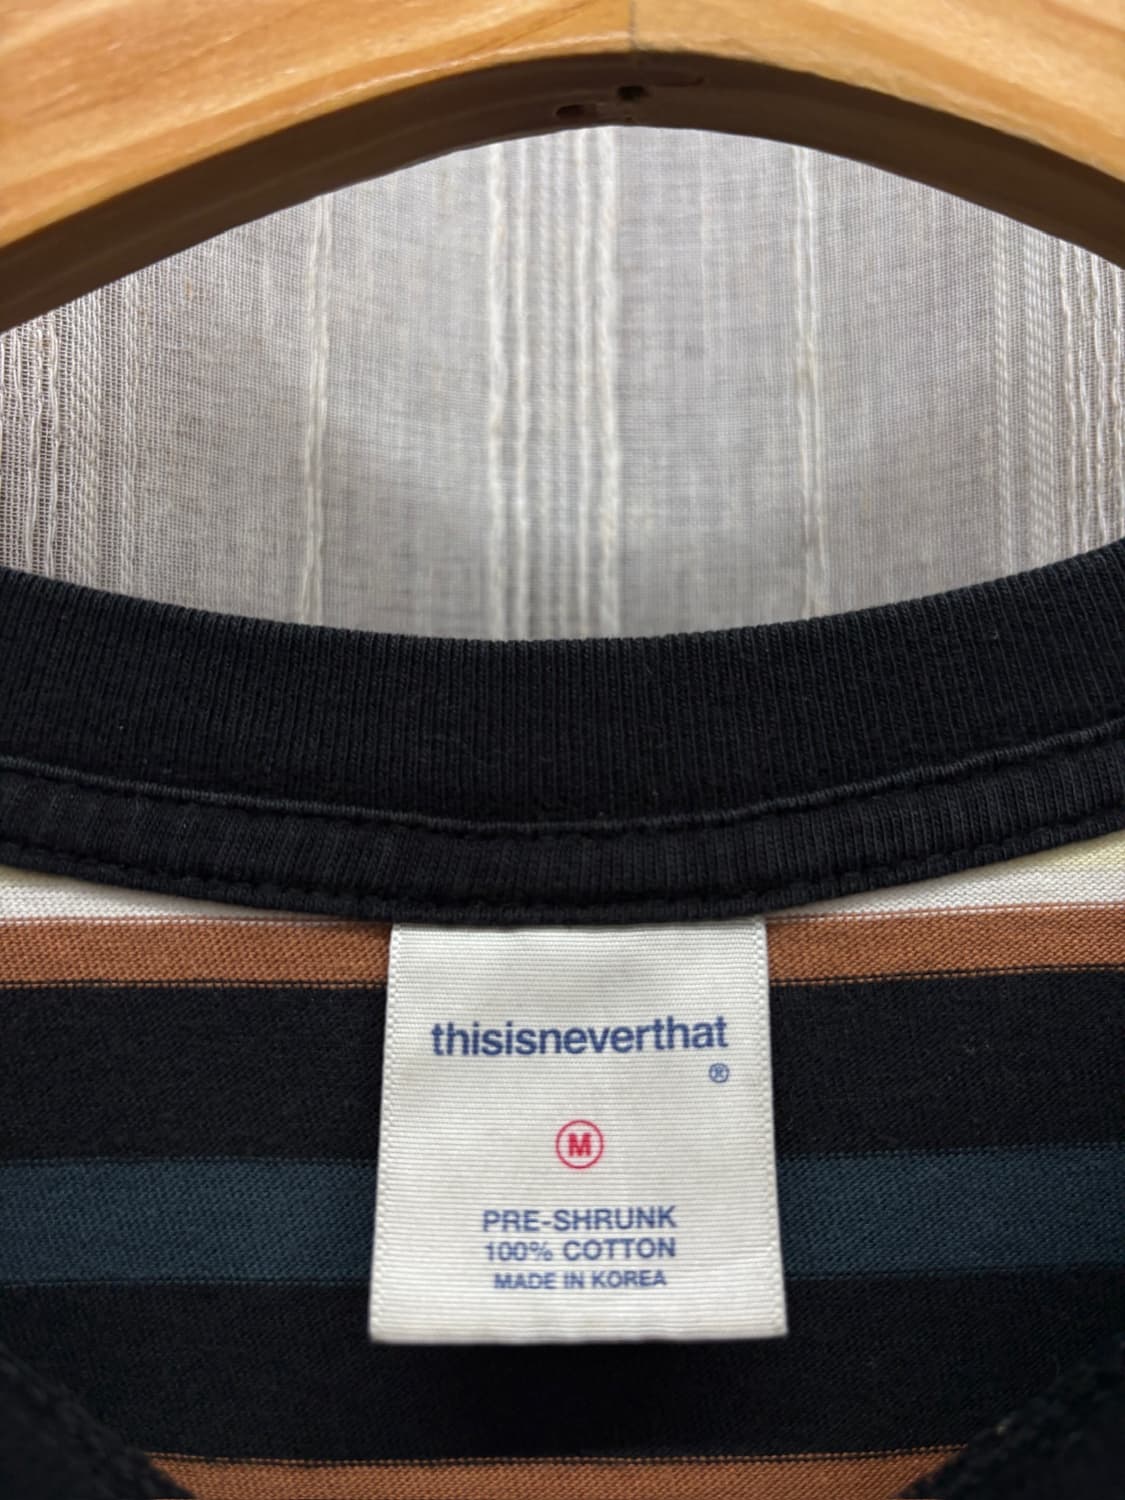 thisisneverthat
®
M
PRE-SHRUNK
100% COTTON
MADE IN KOREA